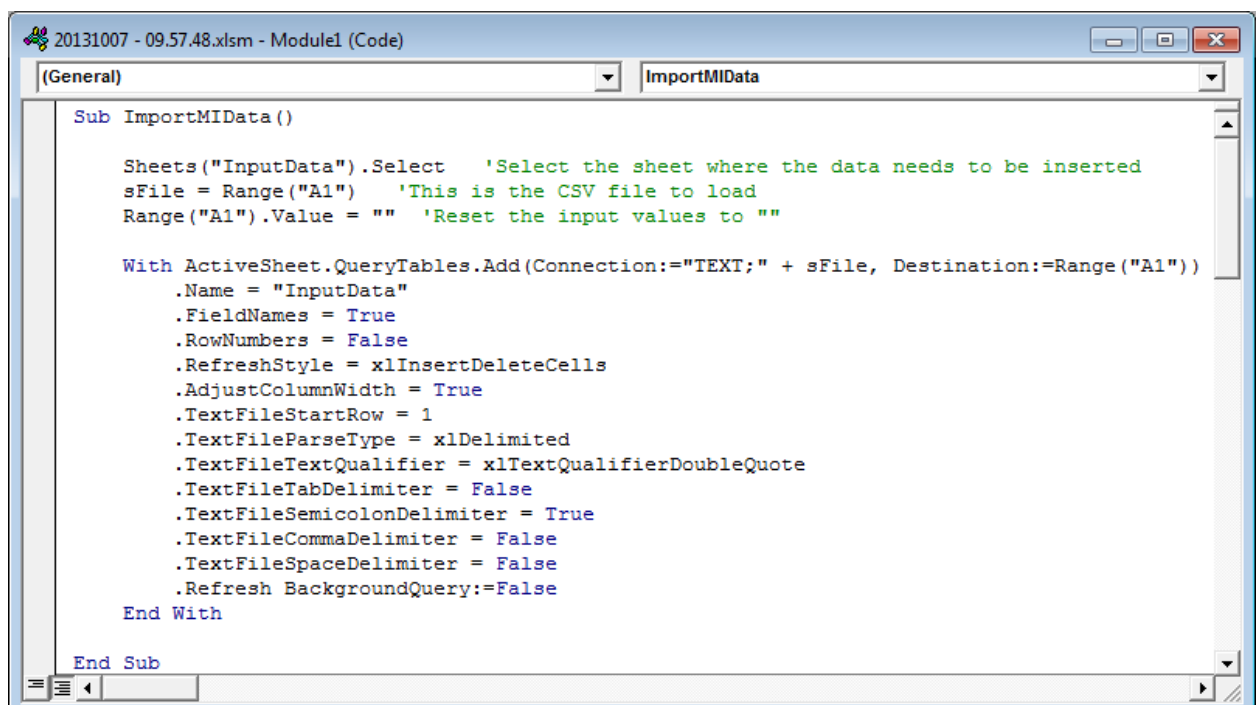 20131007 - 09.57.48.xlsm - Module1 (Code)
(General) ImportMIData
Sub ImportMIData()
Sheets("InputData").Select 'Select the sheet where the data needs to be inserted
sFile = Range("A1") 'This is the CSV file to load
Range("A1").Value = "" 'Reset the input values to ""
With ActiveSheet.QueryTables.Add(Connection:="TEXT;" + sFile, Destination:=Range("A1"))
.Name = "InputData"
.FieldNames = True
.RowNumbers = False
.RefreshStyle = xlInsertDeleteCells
.AdjustColumnWidth = True
.TextFileStartRow = 1
.TextFileParseType = xlDelimited
.TextFileTextQualifier = xlTextQualifierDoubleQuote
.TextFileTabDelimiter = False
.TextFileSemicolonDelimiter = True
.TextFileCommaDelimiter = False
.TextFileSpaceDelimiter = False
.Refresh BackgroundQuery:=False
End With
End Sub